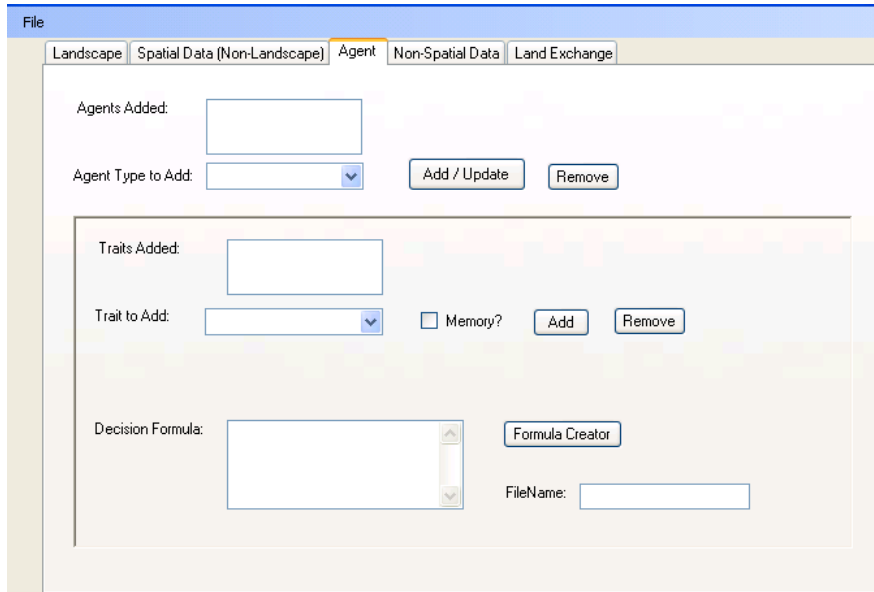 File
Landscape Spatial Data (Non-Landscape) Agent Non-Spatial Data Land Exchange
Agents Added:
Agent Type to Add: Add / Update Remove
Traits Added:
Trait to Add: Memory? Add Remove
Decision Formula: Formula Creator
FileName: